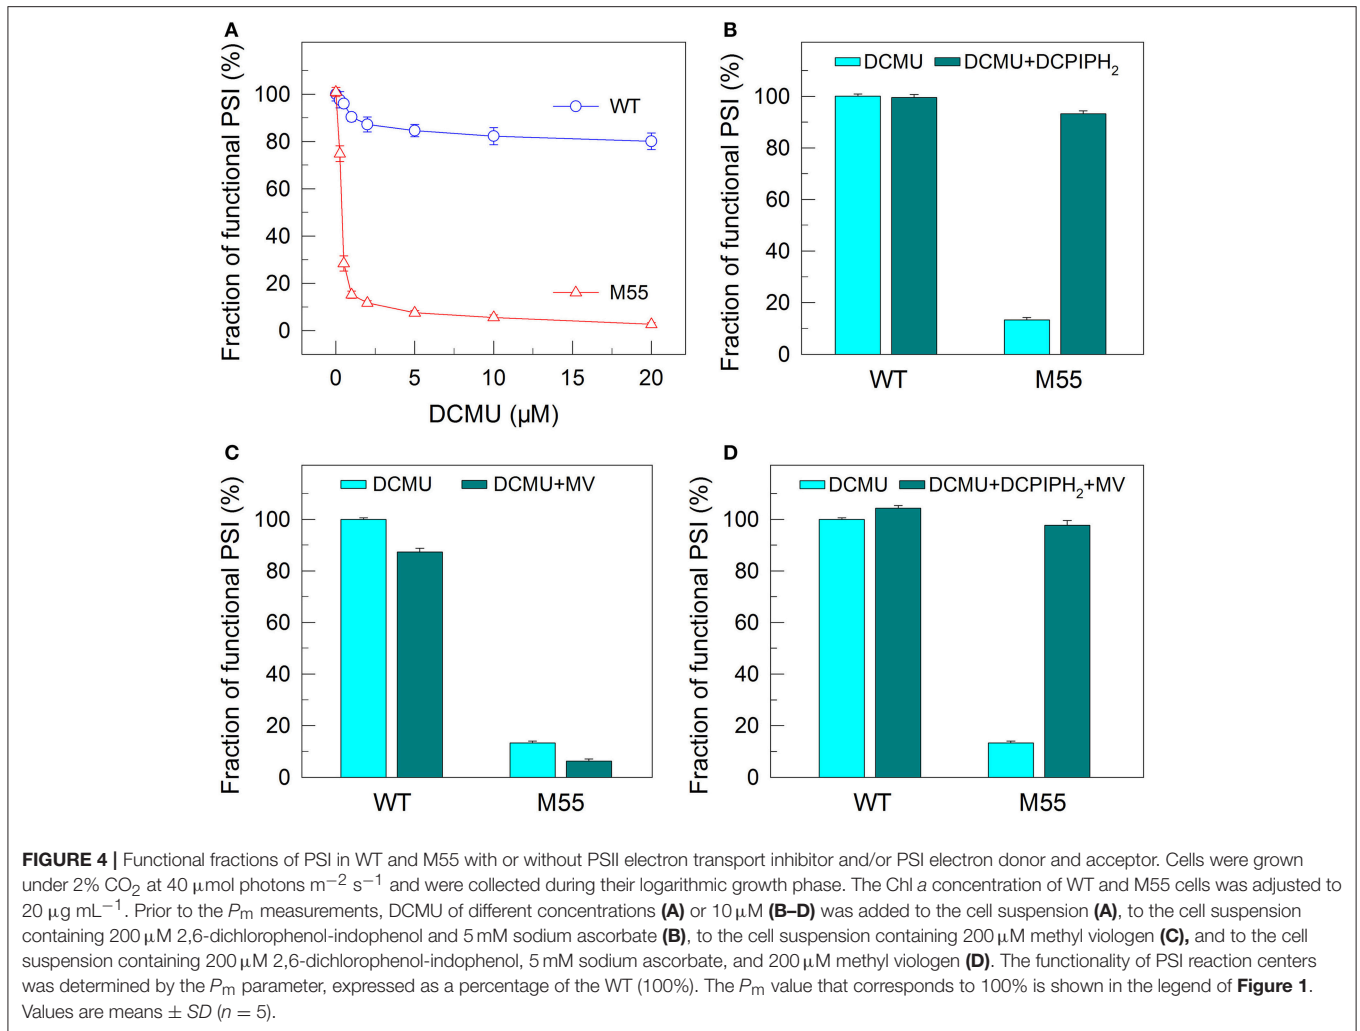 A
Fraction of functional PSI (%)
100
80
60
40
20
0
WT
M55
0 5 10 15 20
DCMU (µM)
B
Fraction of functional PSI (%)
DCMU DCMU+DCPIPH₂
100
80
60
40
20
0
WT M55
C
Fraction of functional PSI (%)
DCMU DCMU+MV
100
80
60
40
20
0
WT M55
D
Fraction of functional PSI (%)
DCMU DCMU+DCPIPH₂+MV
100
80
60
40
20
0
WT M55
FIGURE 4 | Functional fractions of PSI in WT and M55 with or without PSII electron transport inhibitor and/or PSI electron donor and acceptor. Cells were grown
under 2% CO₂ at 40 µmol photons m⁻² s⁻¹ and were collected during their logarithmic growth phase. The Chl a concentration of WT and M55 cells was adjusted to
20 µg mL⁻¹. Prior to the Pm measurements, DCMU of different concentrations (A) or 10 µM (B–D) was added to the cell suspension (A), to the cell suspension
containing 200 µM 2,6-dichlorophenol-indophenol and 5 mM sodium ascorbate (B), to the cell suspension containing 200 µM methyl viologen (C), and to the cell
suspension containing 200 µM 2,6-dichlorophenol-indophenol, 5 mM sodium ascorbate, and 200 µM methyl viologen (D). The functionality of PSI reaction centers
was determined by the Pm parameter, expressed as a percentage of the WT (100%). The Pm value that corresponds to 100% is shown in the legend of Figure 1.
Values are means ± SD (n = 5).